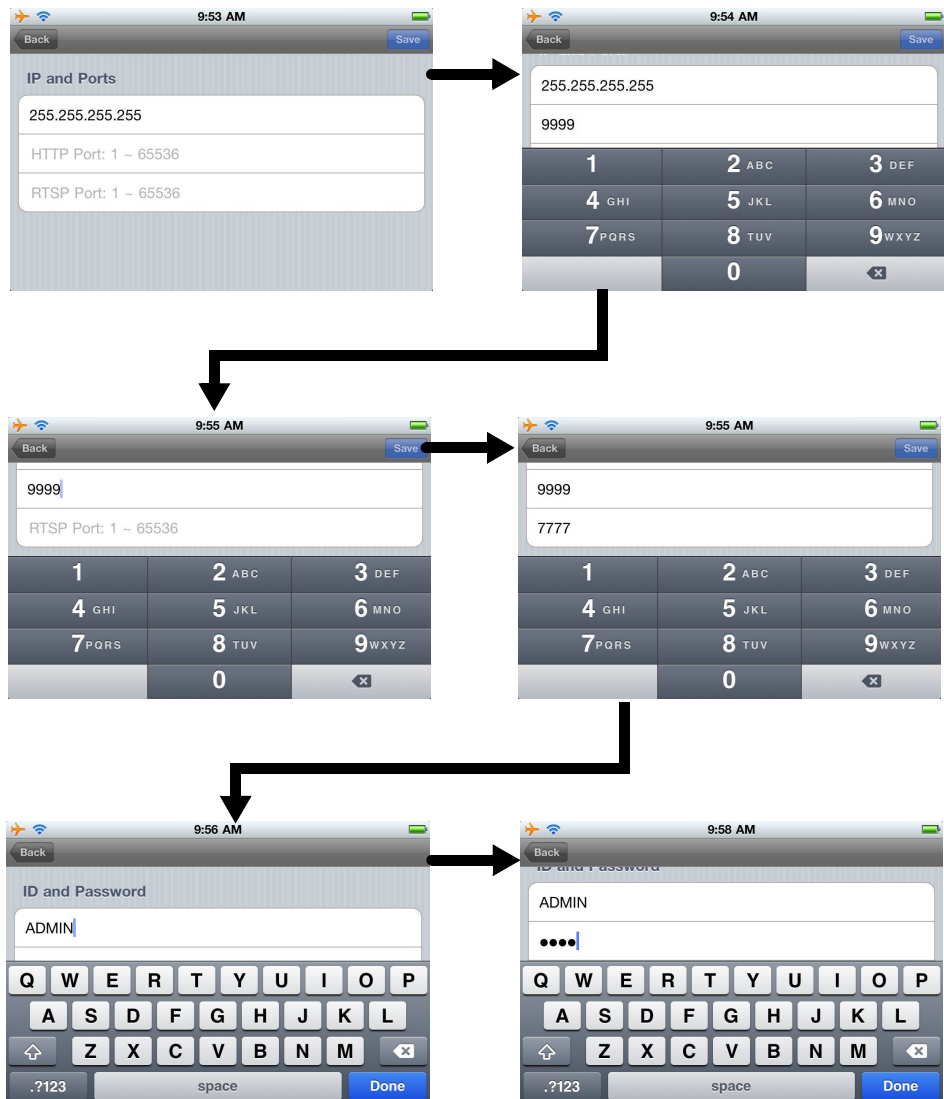 9:53 AM
Back
Save
IP and Ports
255.255.255.255
HTTP Port: 1 ~ 65536
RTSP Port: 1 ~ 65536
9:54 AM
Back
Save
255.255.255.255
9999
1 2 ABC 3 DEF
4 GHI 5 JKL 6 MNO
7 PQRS 8 TUV 9 WXYZ
0
9:55 AM
Back
Save
9999
RTSP Port: 1 ~ 65536
1 2 ABC 3 DEF
4 GHI 5 JKL 6 MNO
7 PQRS 8 TUV 9 WXYZ
0
9:55 AM
Back
Save
9999
7777
1 2 ABC 3 DEF
4 GHI 5 JKL 6 MNO
7 PQRS 8 TUV 9 WXYZ
0
9:56 AM
Back
ID and Password
ADMIN
Q W E R T Y U I O P
A S D F G H J K L
Z X C V B N M
.?123 space Done
9:58 AM
Back
ID and Password
ADMIN
●●●●
Q W E R T Y U I O P
A S D F G H J K L
Z X C V B N M
.?123 space Done